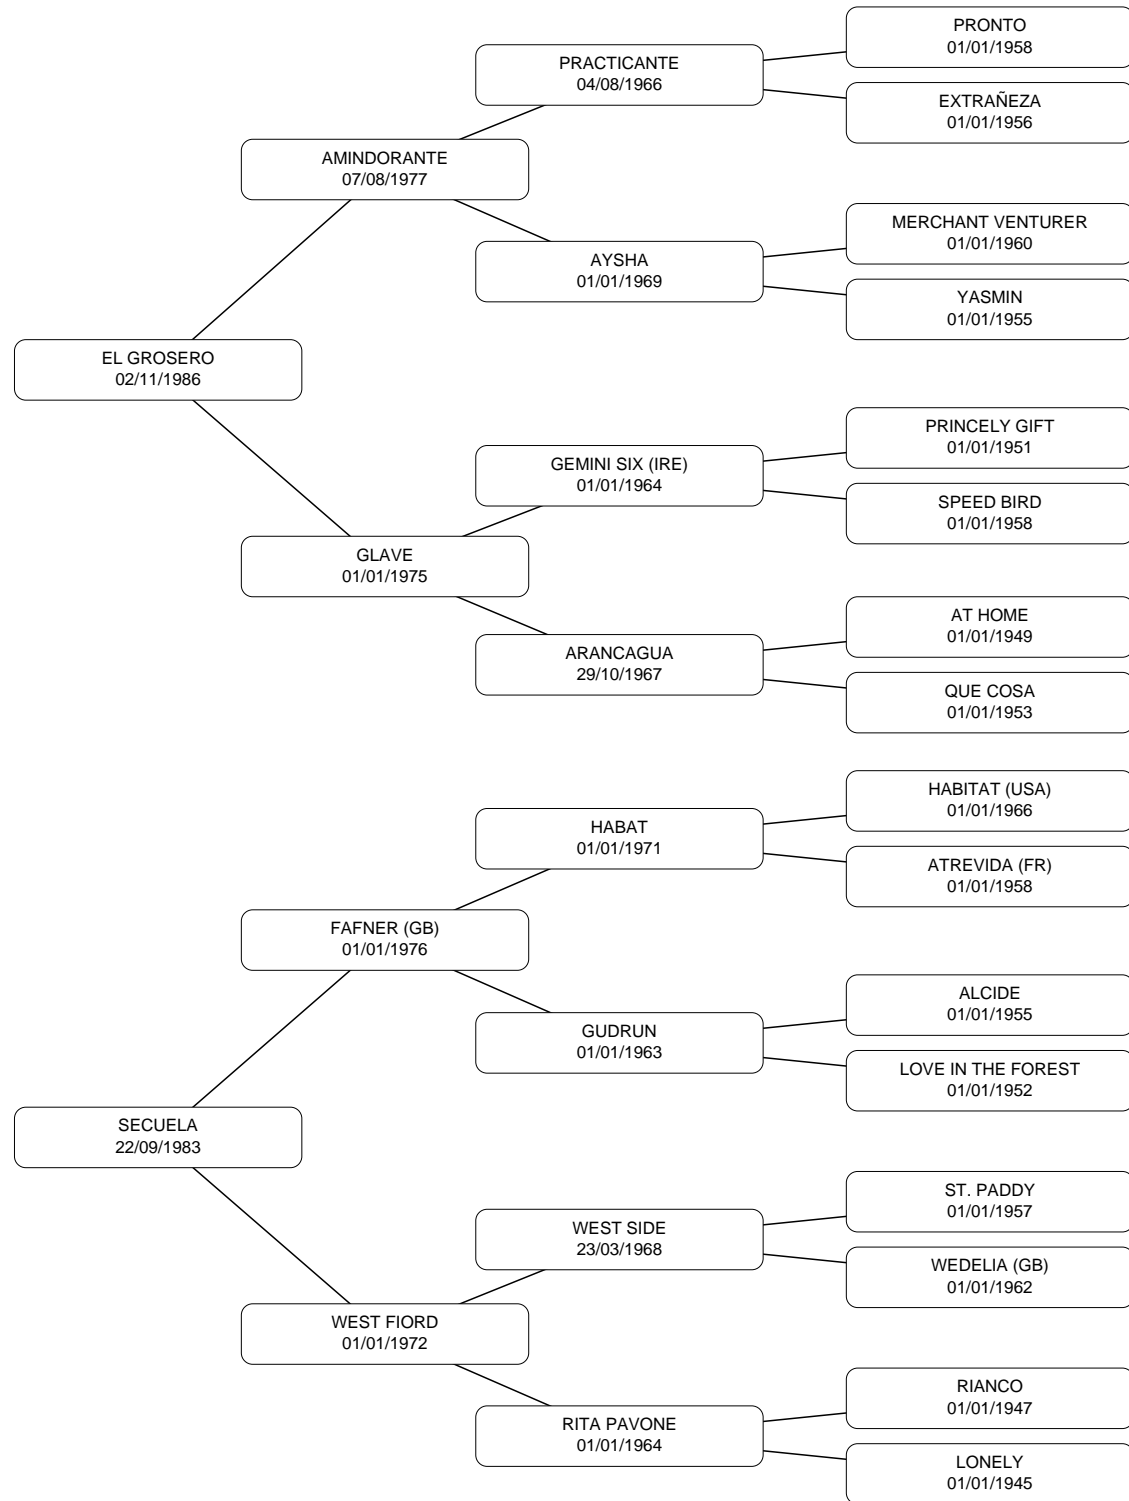 PRONTO
01/01/1958
PRACTICANTE
04/08/1966
EXTRAÑEZA
01/01/1956
AMINDORANTE
07/08/1977
MERCHANT VENTURER
01/01/1960
AYSHA
01/01/1969
YASMIN
01/01/1955
EL GROSERO
02/11/1986
PRINCELY GIFT
01/01/1951
GEMINI SIX (IRE)
01/01/1964
SPEED BIRD
01/01/1958
GLAVE
01/01/1975
AT HOME
01/01/1949
ARANCAGUA
29/10/1967
QUE COSA
01/01/1953
HABITAT (USA)
01/01/1966
HABAT
01/01/1971
ATREVIDA (FR)
01/01/1958
FAFNER (GB)
01/01/1976
ALCIDE
01/01/1955
GUDRUN
01/01/1963
LOVE IN THE FOREST
01/01/1952
SECUELA
22/09/1983
ST. PADDY
01/01/1957
WEST SIDE
23/03/1968
WEDELIA (GB)
01/01/1962
WEST FIORD
01/01/1972
RIANCO
01/01/1947
RITA PAVONE
01/01/1964
LONELY
01/01/1945